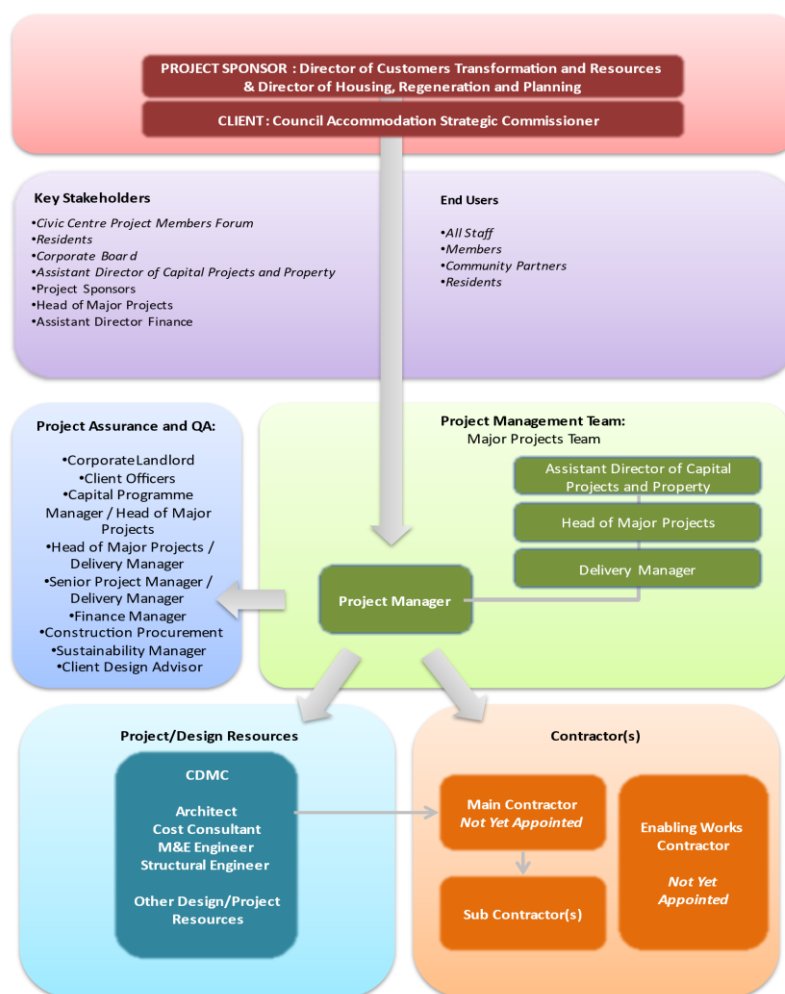 PROJECT SPONSOR : Director of Customers Transformation and Resources
& Director of Housing, Regeneration and Planning
CLIENT : Council Accommodation Strategic Commissioner
Key Stakeholders
•Civic Centre Project Members Forum
•Residents
•Corporate Board
•Assistant Director of Capital Projects and Property
•Project Sponsors
•Head of Major Projects
•Assistant Director Finance
End Users
•All Staff
•Members
•Community Partners
•Residents
Project Assurance and QA:
•Corporate Landlord
•Client Officers
•Capital Programme
Manager / Head of Major
Projects
•Head of Major Projects /
Delivery Manager
•Senior Project Manager /
Delivery Manager
•Finance Manager
•Construction Procurement
•Sustainability Manager
•Client Design Advisor
Project Management Team:
Major Projects Team
Assistant Director of Capital
Projects and Property
Head of Major Projects
Delivery Manager
Project Manager
Project/Design Resources
CDMC
Architect
Cost Consultant
M&E Engineer
Structural Engineer
Other Design/Project
Resources
Contractor(s)
Main Contractor
Not Yet Appointed
Sub Contractor(s)
Enabling Works
Contractor
Not Yet
Appointed